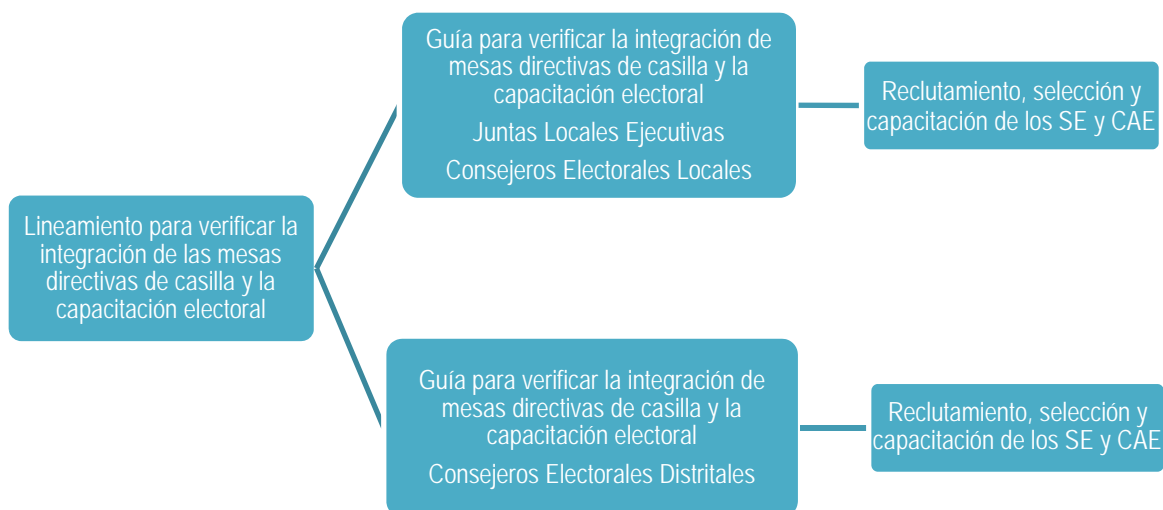 Lineamiento para verificar la
integración de las mesas
directivas de casilla y la
capacitación electoral
Guía para verificar la integración de
mesas directivas de casilla y la
capacitación electoral
Juntas Locales Ejecutivas
Consejeros Electorales Locales
Reclutamiento, selección y
capacitación de los SE y CAE
Guía para verificar la integración de
mesas directivas de casilla y la
capacitación electoral
Consejeros Electorales Distritales
Reclutamiento, selección y
capacitación de los SE y CAE